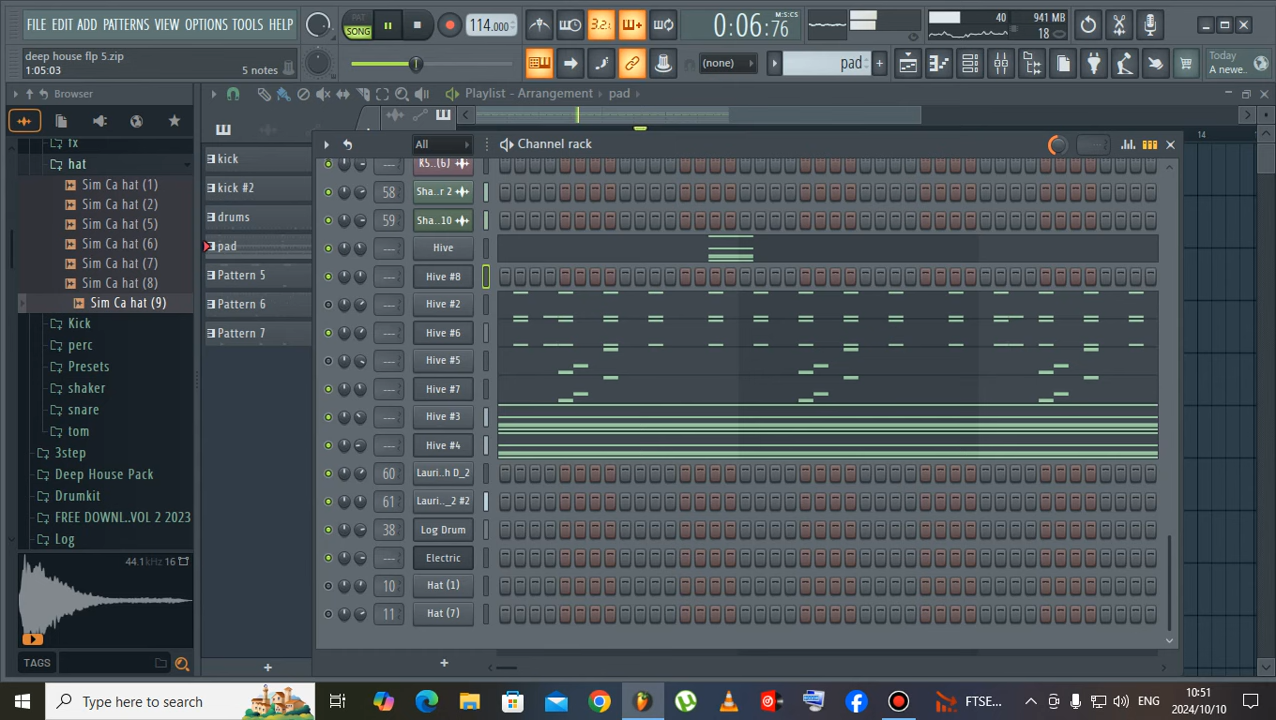 FILE EDIT ADD PATTERNS VIEW OPTIONS TOOLS HELP
PAT
SONG
114.000
3.2.
0:06:76
M:S:CS
40
941 MB
18
deep house flp 5.zip
1:05:03
5 notes
(none)
pad
Today
A newe..
Browser
Playlist - Arrangement
pad
14
All
Channel rack
fx
hat
Sim Ca hat (1)
Sim Ca hat (2)
Sim Ca hat (5)
Sim Ca hat (6)
Sim Ca hat (7)
Sim Ca hat (8)
Sim Ca hat (9)
Kick
perc
Presets
shaker
snare
tom
3step
Deep House Pack
Drumkit
FREE DOWNL..VOL 2 2023
Log
44.1kHz 16
TAGS
kick
kick #2
drums
pad
Pattern 5
Pattern 6
Pattern 7
K5..(6)
58 Sha..r 2
59 Sha..10
--- Hive
--- Hive #8
--- Hive #2
--- Hive #6
--- Hive #5
--- Hive #7
--- Hive #3
--- Hive #4
60 Lauri..h D_2
61 Lauri.._2 #2
38 Log Drum
--- Electric
10 Hat (1)
11 Hat (7)
Type here to search
FTSE...
ENG
10:51
2024/10/10